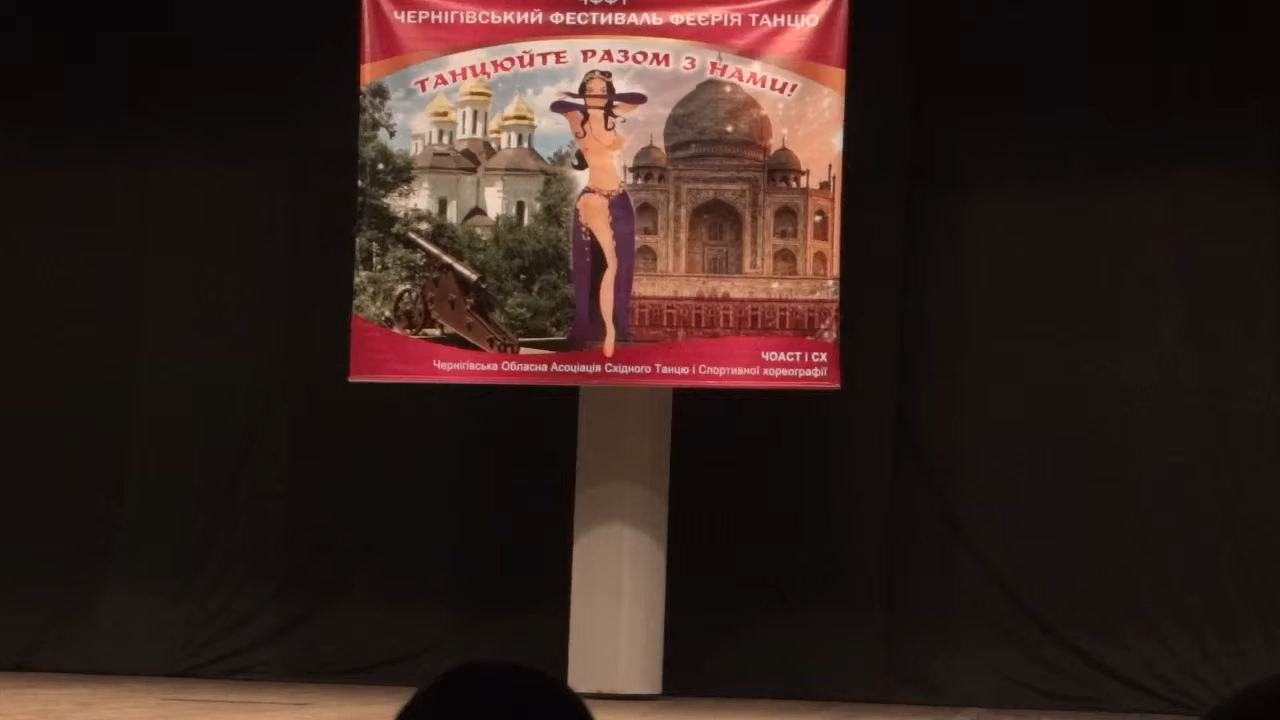 ЧЕРНІГІВСЬКИЙ ФЕСТИВАЛЬ ФЕЄРІЯ ТАНЦЮ
ТАНЦЮЙТЕ РАЗОМ З НАМИ!
ЧОАСТ і СХ
Чернігівська Обласна Асоціація Східного Танцю і Спортивної хореографії